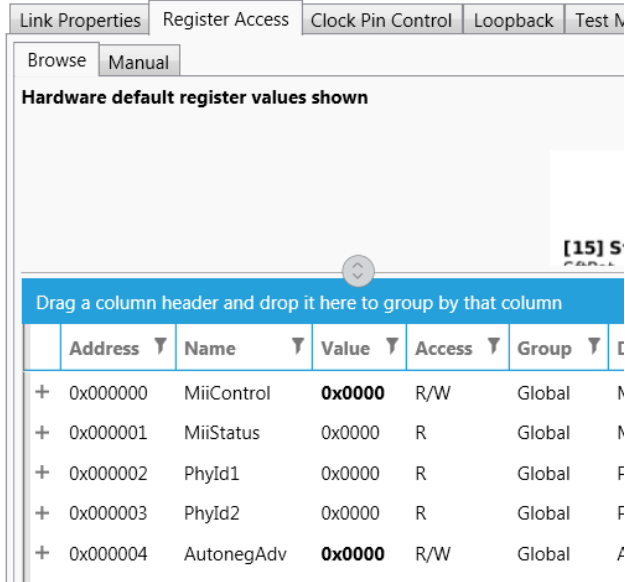 Link Properties Register Access Clock Pin Control Loopback Test
Browse Manual
Hardware default register values shown
[15]
Drag a column header and drop it here to group by that column
Address Name Value Access Group
0x000000 MiiControl 0x0000 R/W Global
0x000001 MiiStatus 0x0000 R Global
0x000002 PhyId1 0x0000 R Global
0x000003 PhyId2 0x0000 R Global
0x000004 AutonegAdv 0x0000 R/W Global